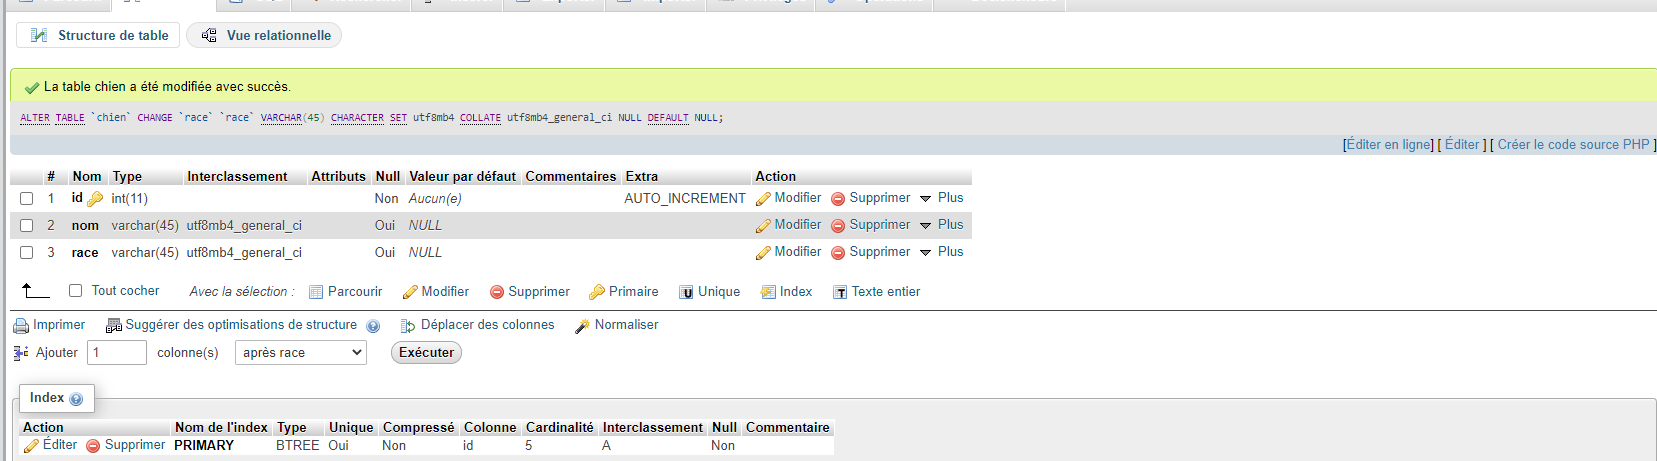 Structure de table Vue relationnelle
La table chien a été modifiée avec succès.
ALTER TABLE `chien` CHANGE `race` `race` VARCHAR(45) CHARACTER SET utf8mb4 COLLATE utf8mb4_general_ci NULL DEFAULT NULL;
[Éditer en ligne] [ Éditer ] [ Créer le code source PHP ]
# Nom Type Interclassement Attributs Null Valeur par défaut Commentaires Extra Action
1 id int(11) Non Aucun(e) AUTO_INCREMENT Modifier Supprimer Plus
2 nom varchar(45) utf8mb4_general_ci Oui NULL Modifier Supprimer Plus
3 race varchar(45) utf8mb4_general_ci Oui NULL Modifier Supprimer Plus
Tout cocher Avec la sélection : Parcourir Modifier Supprimer Primaire U Unique Index T Texte entier
Imprimer Suggérer des optimisations de structure Déplacer des colonnes Normaliser
Ajouter 1 colonne(s) après race Exécuter
Index
Action Nom de l'index Type Unique Compressé Colonne Cardinalité Interclassement Null Commentaire
Éditer Supprimer PRIMARY BTREE Oui Non id 5 A Non